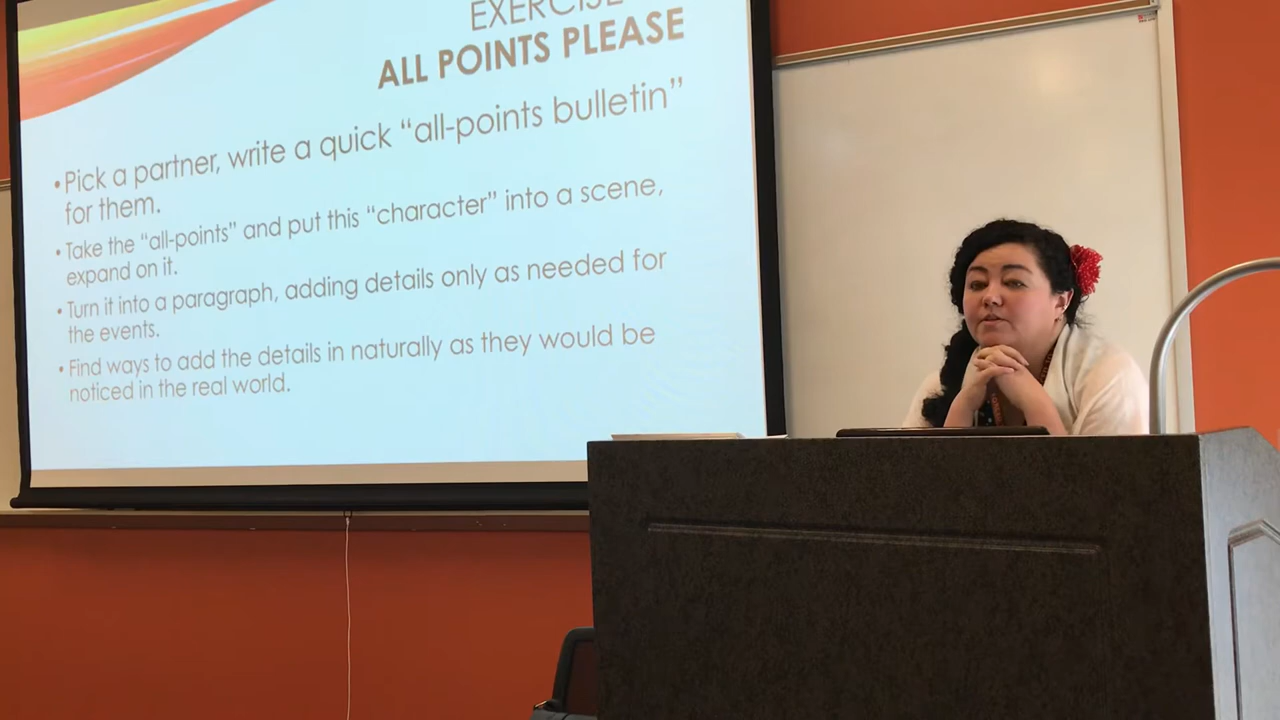 EXERCISE
ALL POINTS PLEASE
•Pick a partner, write a quick “all-points bulletin”
for them.
•Take the “all-points” and put this “character” into a scene,
expand on it.
•Turn it into a paragraph, adding details only as needed for
the events.
•Find ways to add the details in naturally as they would be
noticed in the real world.